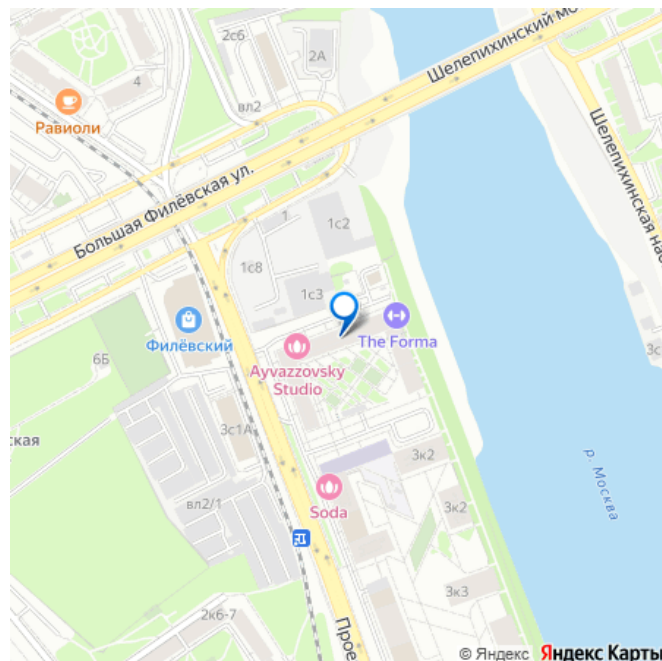 2с6
2А
Шелепихинский мо
4
вл2
Равиоли
Шелепихинская наб
Большая Филёвская ул.
1
1с2
1с8
1с3
Филёвский
The Forma
6Б
Ayvazzovsky
Studio
3с
ская
3с1А
3к2
р. Москва
вл2/1
Soda
3к2
3к3
2к6-7
Прое
© Яндекс Яндекс Карты